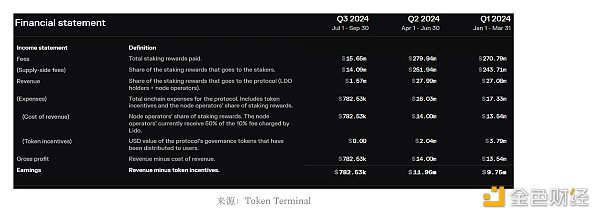 Financial statement
Q3 2024 Q2 2024 Q1 2024
Jul 1 - Sep 30 Apr 1 - Jun 30 Jan 1 - Mar 31
Income statement Definition
Fees Total staking rewards paid. $15.65m $279.94m $270.79m
(Supply-side fees) Share of the staking rewards that goes to the stakers. $14.09m $251.94m $243.71m
Revenue Share of the staking rewards that goes to the protocol (LDO $1.57m $27.99m $27.08m
holders + node operators).
(Expenses) Total onchain expenses for the protocol. Includes token $782.53k $16.03m $17.33m
incentives and the node operators' share of staking rewards.
(Cost of revenue) Node operators' share of staking rewards. The node $782.53k $14.00m $13.54m
operators currently receive 50% of the 10% fee charged by
Lido.
(Token incentives) USD value of the protocol's governance tokens that have $0.00 $2.04m $3.79m
been distributed to users.
Gross profit Revenue minus cost of revenue. $782.53k $14.00m $13.54m
Earnings Revenue minus token incentives. $782.53k $11.96m $9.75m
来源：Token Terminal
金色财经